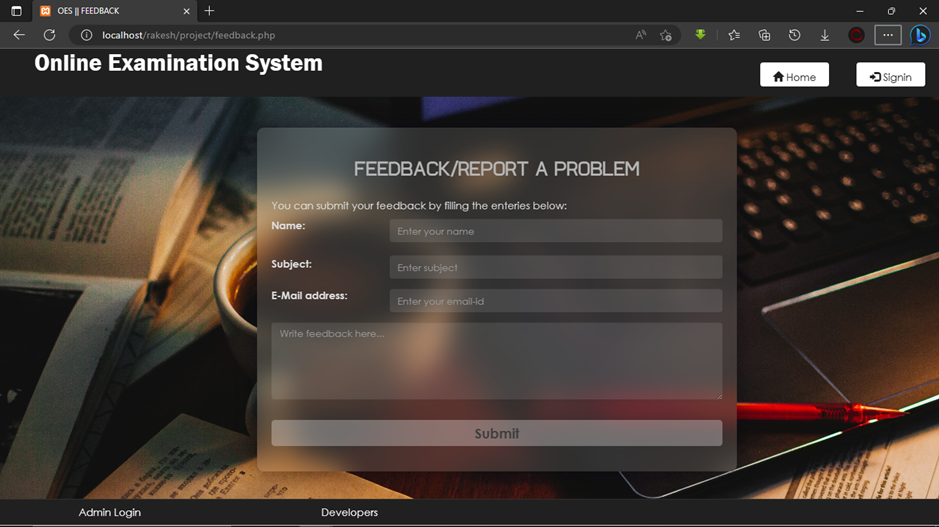 OES || FEEDBACK
localhost/rakesh/project/feedback.php
Online Examination System
Home
Signin
FEEDBACK/REPORT A PROBLEM
You can submit your feedback by filling the enteries below:
Name:
Enter your name
Subject:
Enter subject
E-Mail address:
Enter your email-id
Write feedback here...
Submit
Admin Login
Developers